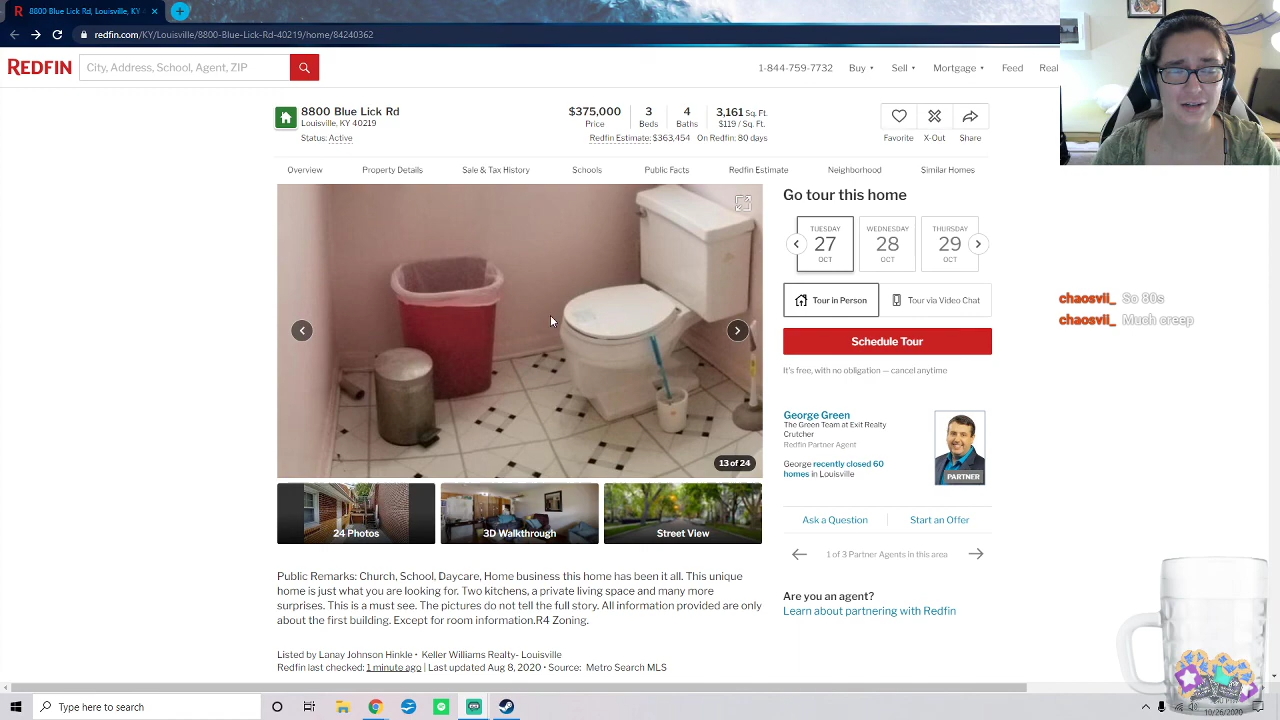 8800 Blue Lick Rd, Louisville, KY 4
redfin.com/KY/Louisville/8800-Blue-Lick-Rd-40219/home/84240396
REDFIN
City, Address, School, Agent, ZIP
1-844-759-7732
Buy
Sell
Mortgage
Feed
Real
8800 Blue Lick Rd
Louisville, KY 40219
Status: Active
$375,000
Price
3
Beds
4
Baths
3,161 Sq. Ft.
$119 / Sq. Ft.
Redfin Estimate: $363,454
On Redfin: 80 days
Favorite
X-Out
Share
Overview
Property Details
Sale & Tax History
Schools
Public Facts
Redfin Estimate
Neighborhood
Similar Homes
13 of 24
24 Photos
3D Walkthrough
Street View
Go tour this home
TUESDAY
27
OCT
WEDNESDAY
28
OCT
THURSDAY
29
OCT
Tour in Person
Tour via Video Chat
Schedule Tour
It's free, with no obligation — cancel anytime
George Green
The Green Team at Exit Realty
Crutcher
Redfin Partner Agent
George recently closed 60
homes in Louisville
PARTNER
Ask a Question
Start an Offer
1 of 3 Partner Agents in this area
Are you an agent?
Learn about partnering with Redfin
Public Remarks: Church, School, Daycare, Home business this home has been it all. This unique
home is just what you are looking for. Two kitchens, a private living space and many more
surprises. This is a must see. The pictures do not tell the full story. All information provided are only
about the first building. Except for room information.R4 Zoning.
Listed by Lanay Johnson Hinkle • Keller Williams Realty- Louisville
Redfin last checked: 1 minute ago | Last updated Aug 8, 2020 • Source: Metro Search MLS
chaosvii_ So 80s
chaosvii_ Much creep
Type here to search
10/26/2020